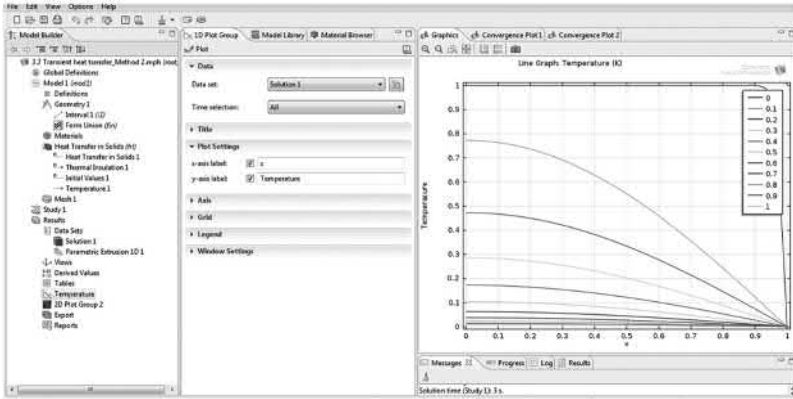 File Edit View Options Help
Model Builder
3.2 Transient heat transfer_Method 2.mph (root)
Global Definitions
Model 1 (mod1)
Definitions
Geometry 1
Interval 1 (i1)
Form Union (fin)
Materials
Heat Transfer in Solids (ht)
Heat Transfer in Solids 1
Thermal Insulation 1
Initial Values 1
Temperature 1
Mesh 1
Study 1
Results
Data Sets
Solution 1
Parametric Extrusion 1D 1
Views
Derived Values
Tables
Temperature
2D Plot Group 2
Export
Reports
1D Plot Group Model Library Material Browser
Plot
Data
Data set: Solution 1
Time selection: All
Title
Plot Settings
x-axis label: x
y-axis label: Temperature
Axis
Grid
Legend
Window Settings
Graphics Convergence Plot 1 Convergence Plot 2
Line Graph: Temperature (K)
1
0.9
0.8
0.7
0.6
0.5
0.4
0.3
0.2
0.1
0
Temperature
0 0.1 0.2 0.3 0.4 0.5 0.6 0.7 0.8 0.9 1
x
0
0.1
0.2
0.3
0.4
0.5
0.6
0.7
0.8
0.9
1
Messages Progress Log Results
Solution time (Study 1): 3 s.